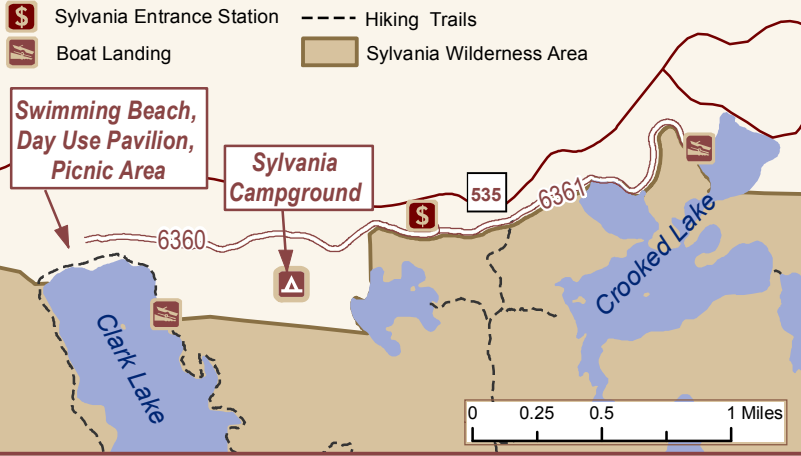 $ Sylvania Entrance Station
Hiking Trails
Boat Landing
Sylvania Wilderness Area
Swimming Beach,
Day Use Pavilion,
Picnic Area
Sylvania
Campground
535
$
6361
6360
Crooked Lake
Clark Lake
0 0.25 0.5 1 Miles